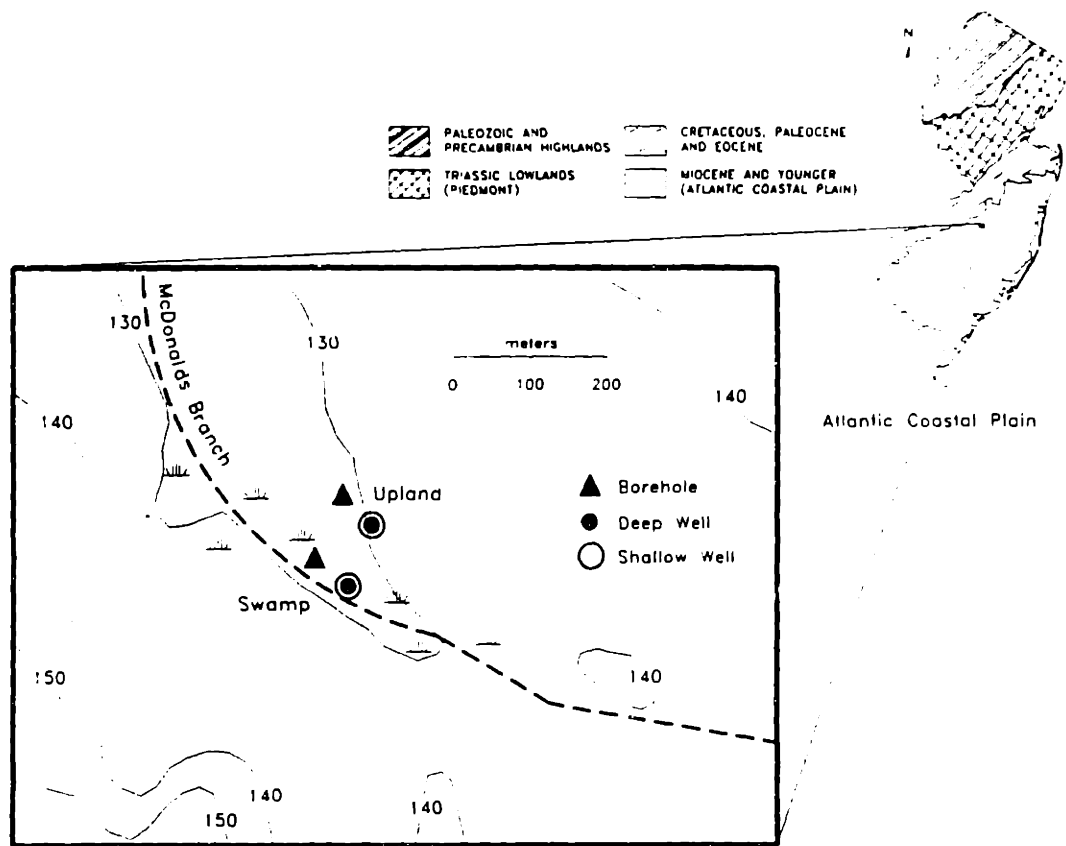 N
PALEOZOIC AND
PRECAMBRIAN HIGHLANDS
CRETACEOUS, PALEOCENE
AND EOCENE
TRIASSIC LOWLANDS
(PIEDMONT)
MIOCENE AND YOUNGER
(ATLANTIC COASTAL PLAIN)
McDonalds Branch
130
130
meters
0 100 200
140
140
Atlantic Coastal Plain
Upland
Borehole
Deep Well
Shallow Well
Swamp
150
140
140
140
150